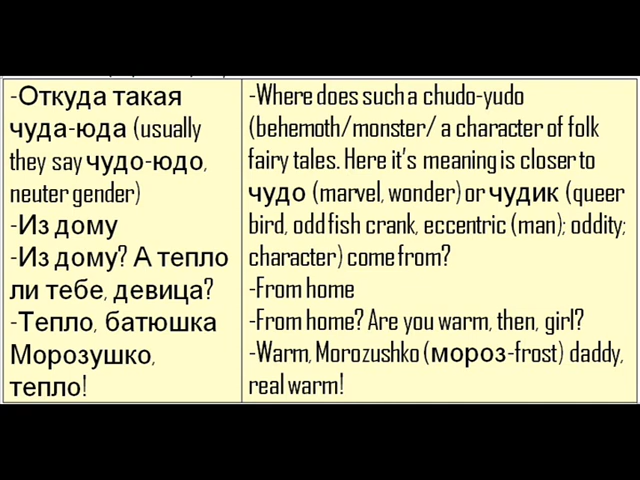 -Откуда такая
чуда-юда (usually
they say чудо-юдо,
neuter gender)
-Из дому
-Из дому? А тепло
ли тебе, девица?
-Тепло, батюшка
Морозушко,
тепло!
-Where does such a chudo-yudo
(behemoth/monster/ a character of folk
fairy tales. Here it's meaning is closer to
чудо (marvel, wonder) or чудик (queer
bird, odd fish crank, eccentric (man); oddity;
character) come from?
-From home
-From home? Are you warm, then, girl?
-Warm, Morozushko (мороз-frost) daddy,
real warm!